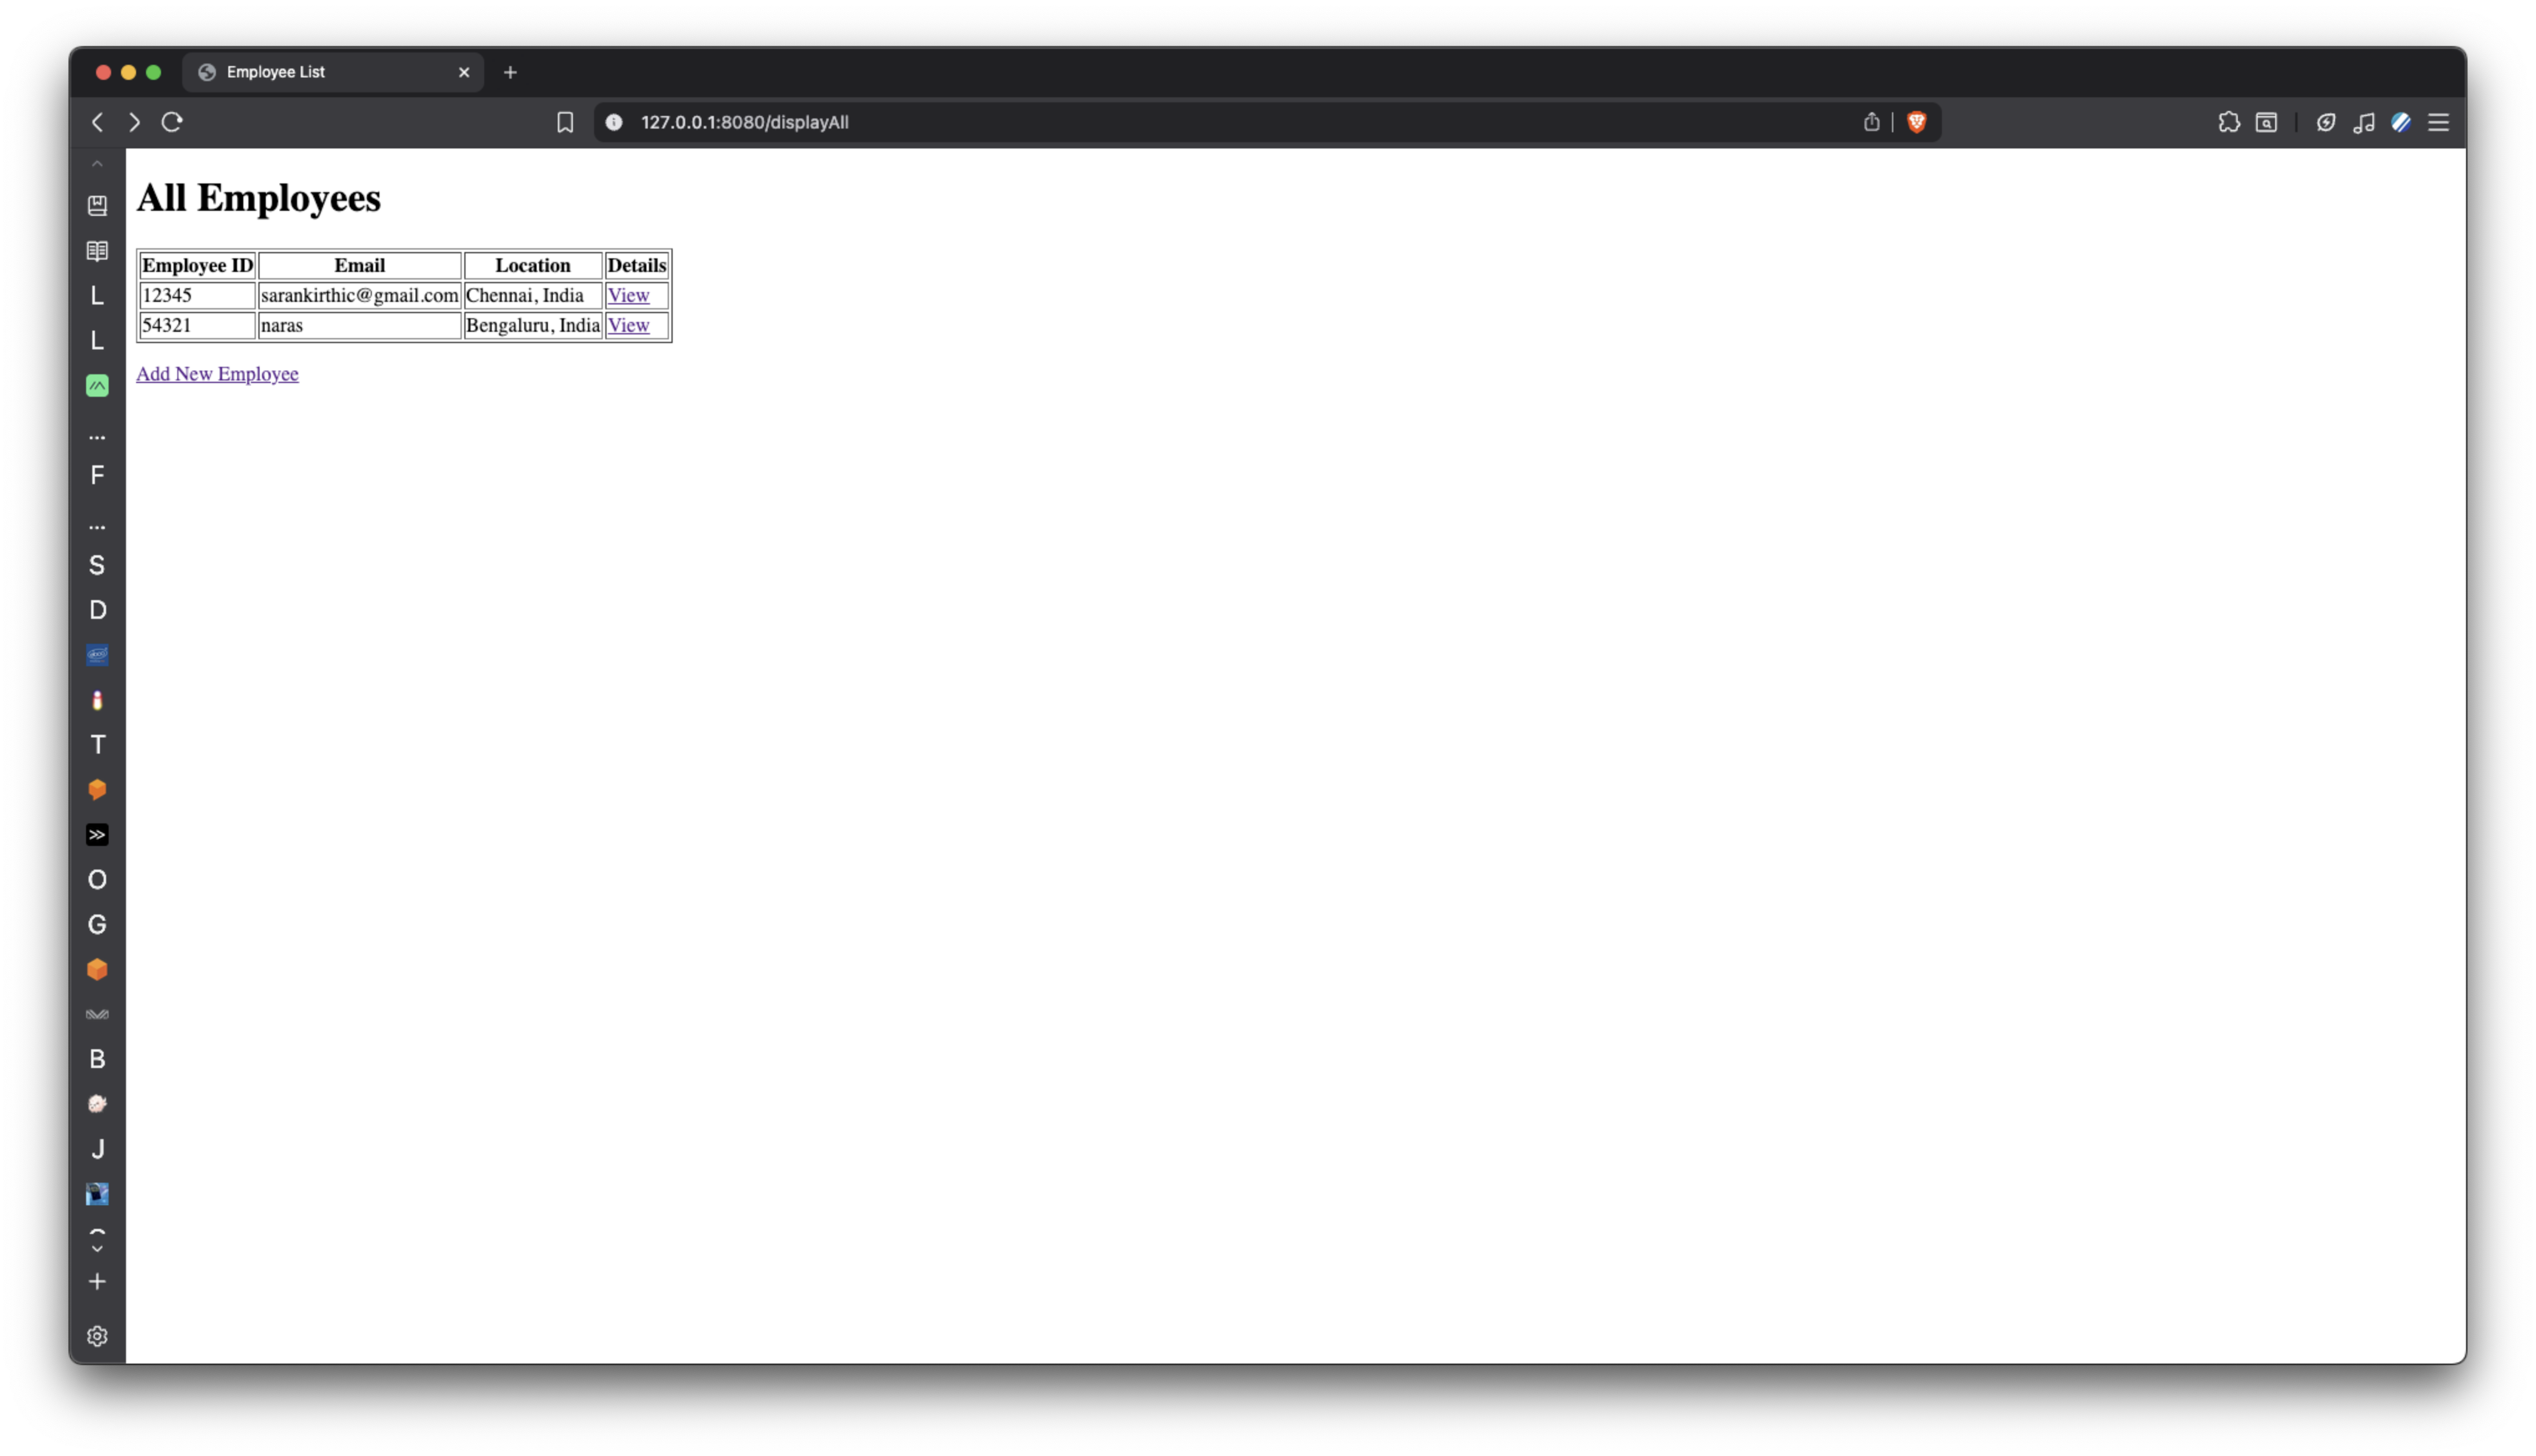 Employee List
127.0.0.1:8080/displayAll
All Employees
Employee ID Email Location Details
12345 sarankirthic@gmail.com Chennai, India View
54321 naras Bengaluru, India View
Add New Employee
L
L
...
F
...
S
D
T
O
G
B
J